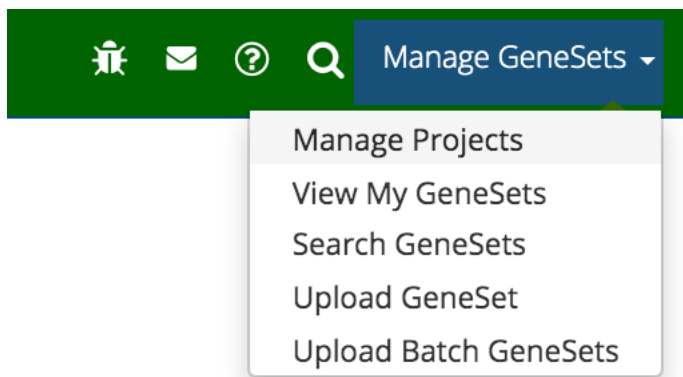 Manage GeneSets
Manage Projects
View My GeneSets
Search GeneSets
Upload GeneSet
Upload Batch GeneSets